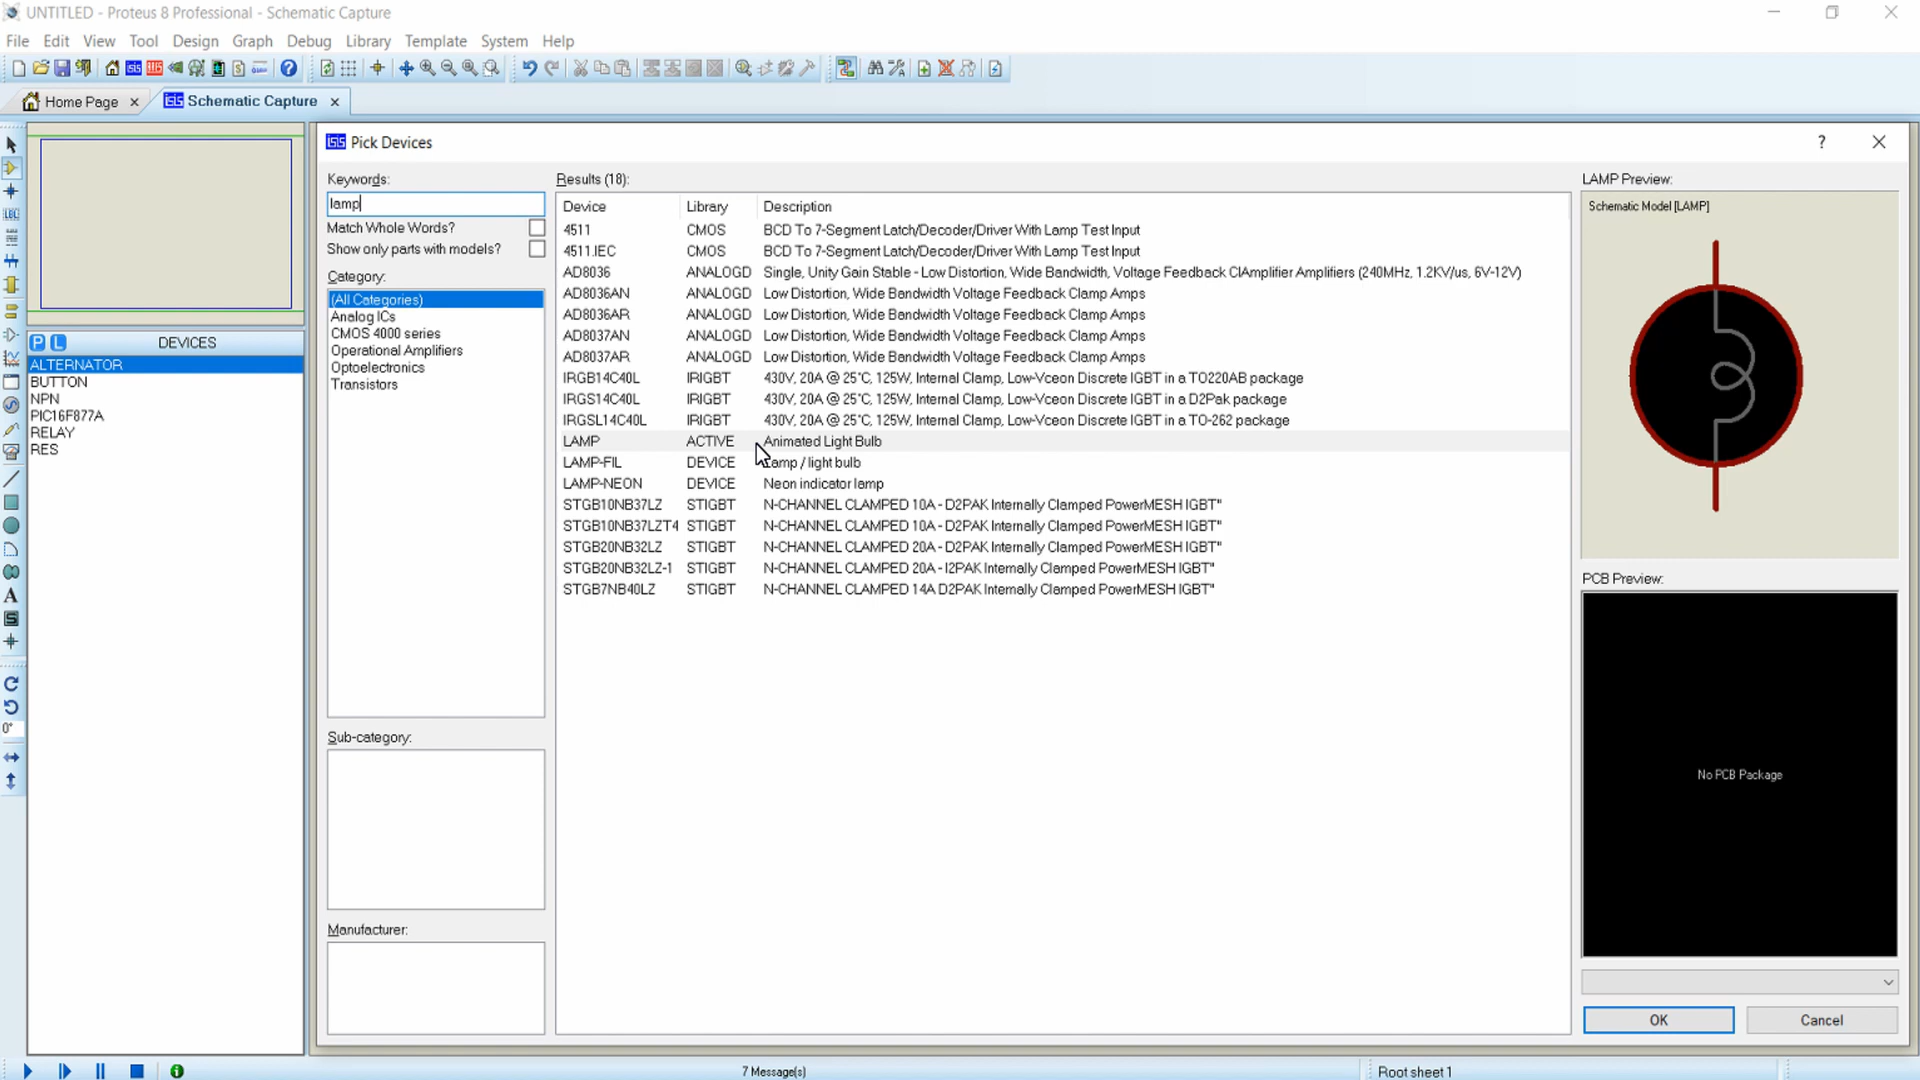 UNTITLED - Proteus 8 Professional - Schematic Capture
File Edit View Tool Design Graph Debug Library Template System Help
Home Page
Schematic Capture
Pick Devices
Keywords:
lamp
Match Whole Words?
Show only parts with models?
Category:
(All Categories)
Analog ICs
CMOS 4000 series
Operational Amplifiers
Optoelectronics
Transistors
Sub-category:
Manufacturer:
P L DEVICES
ALTERNATOR
BUTTON
NPN
PIC16F877A
RELAY
RES
0°
Results (18):
Device Library Description
4511 CMOS BCD To 7-Segment Latch/Decoder/Driver With Lamp Test Input
4511.IEC CMOS BCD To 7-Segment Latch/Decoder/Driver With Lamp Test Input
AD8036 ANALOGD Single, Unity Gain Stable - Low Distortion, Wide Bandwidth, Voltage Feedback ClAmplifier Amplifiers (240MHz, 1.2KV/us, 6V-12V)
AD8036AN ANALOGD Low Distortion, Wide Bandwidth Voltage Feedback Clamp Amps
AD8036AR ANALOGD Low Distortion, Wide Bandwidth Voltage Feedback Clamp Amps
AD8037AN ANALOGD Low Distortion, Wide Bandwidth Voltage Feedback Clamp Amps
AD8037AR ANALOGD Low Distortion, Wide Bandwidth Voltage Feedback Clamp Amps
IRGB14C40L IRIGBT 430V, 20A @ 25°C, 125W, Internal Clamp, Low-Vceon Discrete IGBT in a TO220AB package
IRGS14C40L IRIGBT 430V, 20A @ 25°C, 125W, Internal Clamp, Low-Vceon Discrete IGBT in a D2Pak package
IRGSL14C40L IRIGBT 430V, 20A @ 25°C, 125W, Internal Clamp, Low-Vceon Discrete IGBT in a TO-262 package
LAMP ACTIVE Animated Light Bulb
LAMP-FIL DEVICE Lamp / light bulb
LAMP-NEON DEVICE Neon indicator lamp
STGB10NB37LZ STIGBT N-CHANNEL CLAMPED 10A - D2PAK Internally Clamped PowerMESH IGBT"
STGB10NB37LZT4 STIGBT N-CHANNEL CLAMPED 10A - D2PAK Internally Clamped PowerMESH IGBT"
STGB20NB32LZ STIGBT N-CHANNEL CLAMPED 20A - D2PAK Internally Clamped PowerMESH IGBT"
STGB20NB32LZ-1 STIGBT N-CHANNEL CLAMPED 20A - I2PAK Internally Clamped PowerMESH IGBT"
STGB7NB40LZ STIGBT N-CHANNEL CLAMPED 14A D2PAK Internally Clamped PowerMESH IGBT"
LAMP Preview:
Schematic Model [LAMP]
PCB Preview:
No PCB Package
OK Cancel
7 Message(s)
Root sheet 1